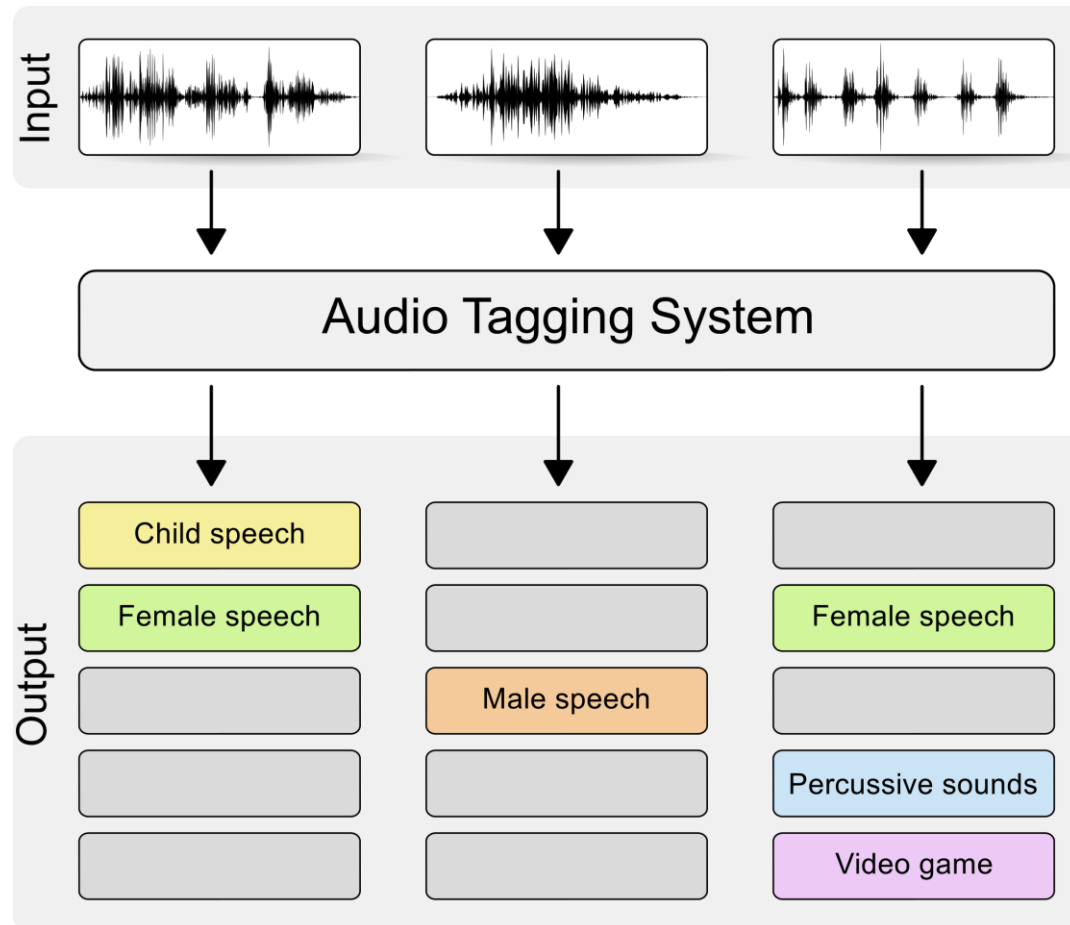 Input
Audio Tagging System
Output
Child speech
Female speech
Female speech
Male speech
Percussive sounds
Video game